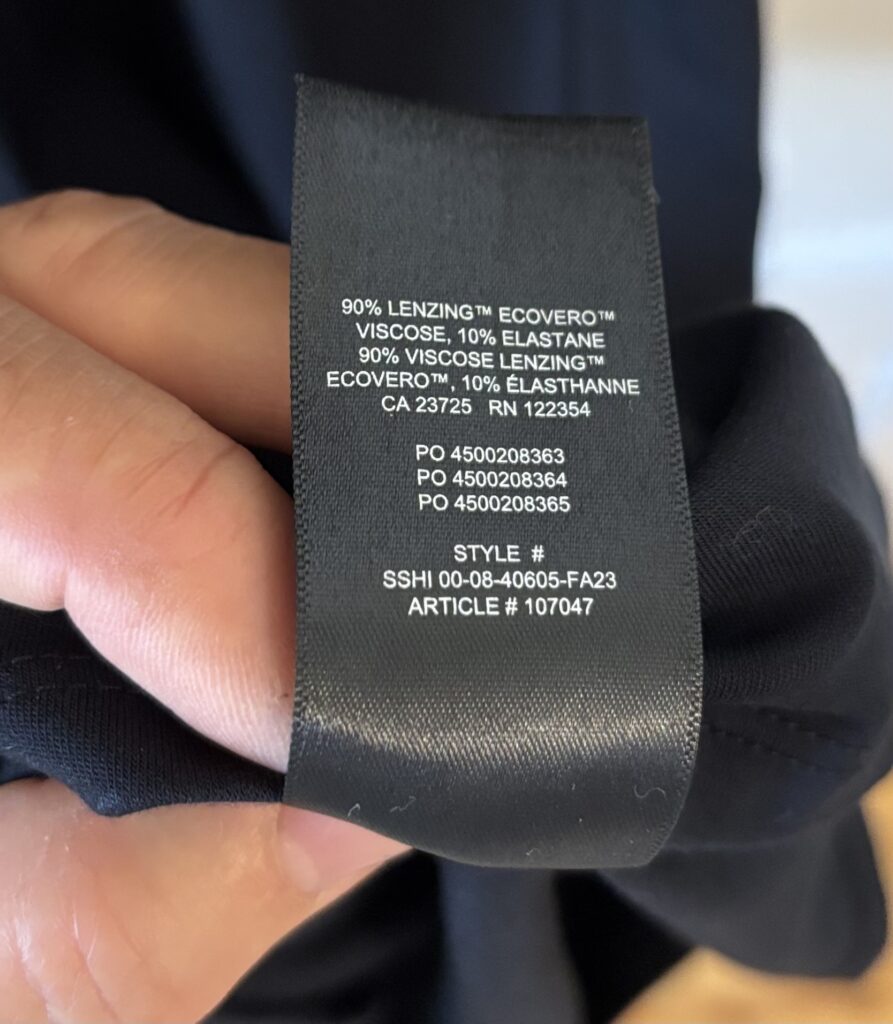 90% LENZING™ ECOVERO™
VISCOSE, 10% ELASTANE
90% VISCOSE LENZING™
ECOVERO™, 10% ÉLASTHANNE
CA 23725 RN 122354
PO 4500208363
PO 4500208364
PO 4500208365
STYLE #
SSHI 00-08-40605-FA23
ARTICLE # 107047